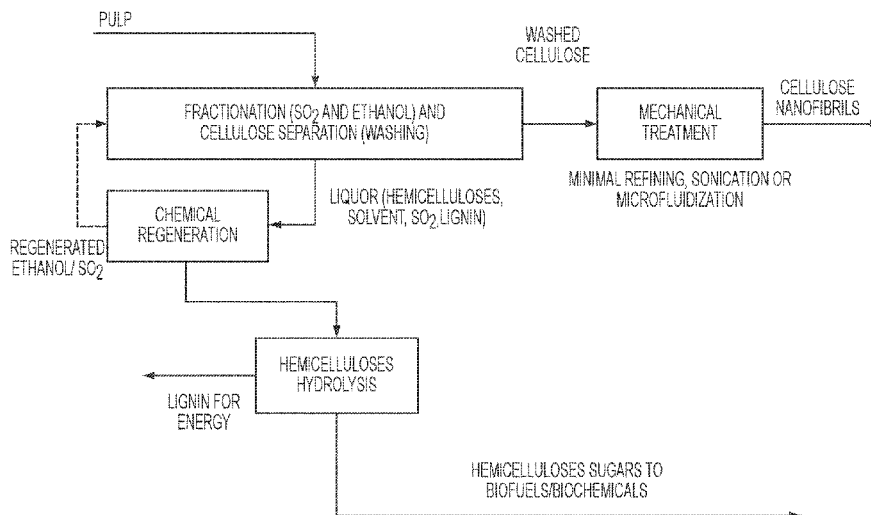 PULP
WASHED
CELLULOSE
FRACTIONATION (SO2 AND ETHANOL) AND
CELLULOSE SEPARATION (WASHING)
MECHANICAL
TREATMENT
CELLULOSE
NANOFIBRILS
MINIMAL REFINING, SONICATION OR
MICROFLUIDIZATION
LIQUOR (HEMICELLULOSES,
SOLVENT, SO2, LIGNIN)
CHEMICAL
REGENERATION
REGENERATED
ETHANOL/ SO2
HEMICELLULOSES
HYDROLYSIS
LIGNIN FOR
ENERGY
HEMICELLULOSES SUGARS TO
BIOFUELS/BIOCHEMICALS